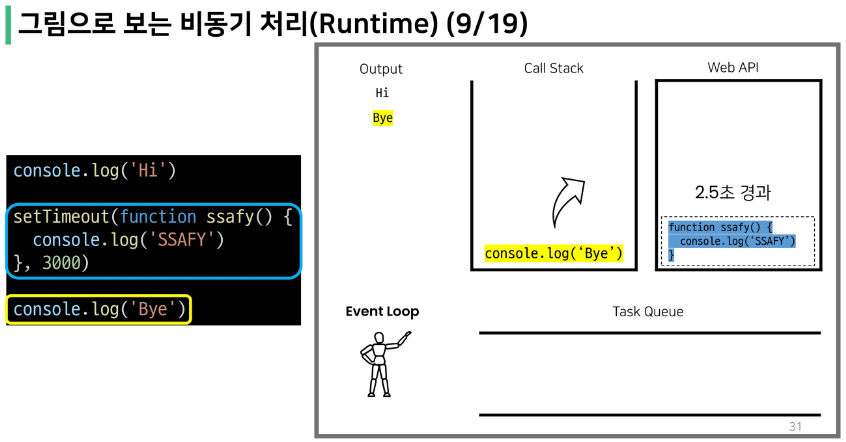 그림으로 보는 비동기 처리(Runtime) (9/19)
console.log('Hi')
setTimeout(function ssafy() {
  console.log('SSAFY')
}, 3000)
console.log('Bye')
Output
Hi
Bye
Call Stack
console.log(‘Bye’)
Web API
2.5초 경과
function ssafy() {
  console.log(‘SSAFY’)
}
Event Loop
Task Queue
31